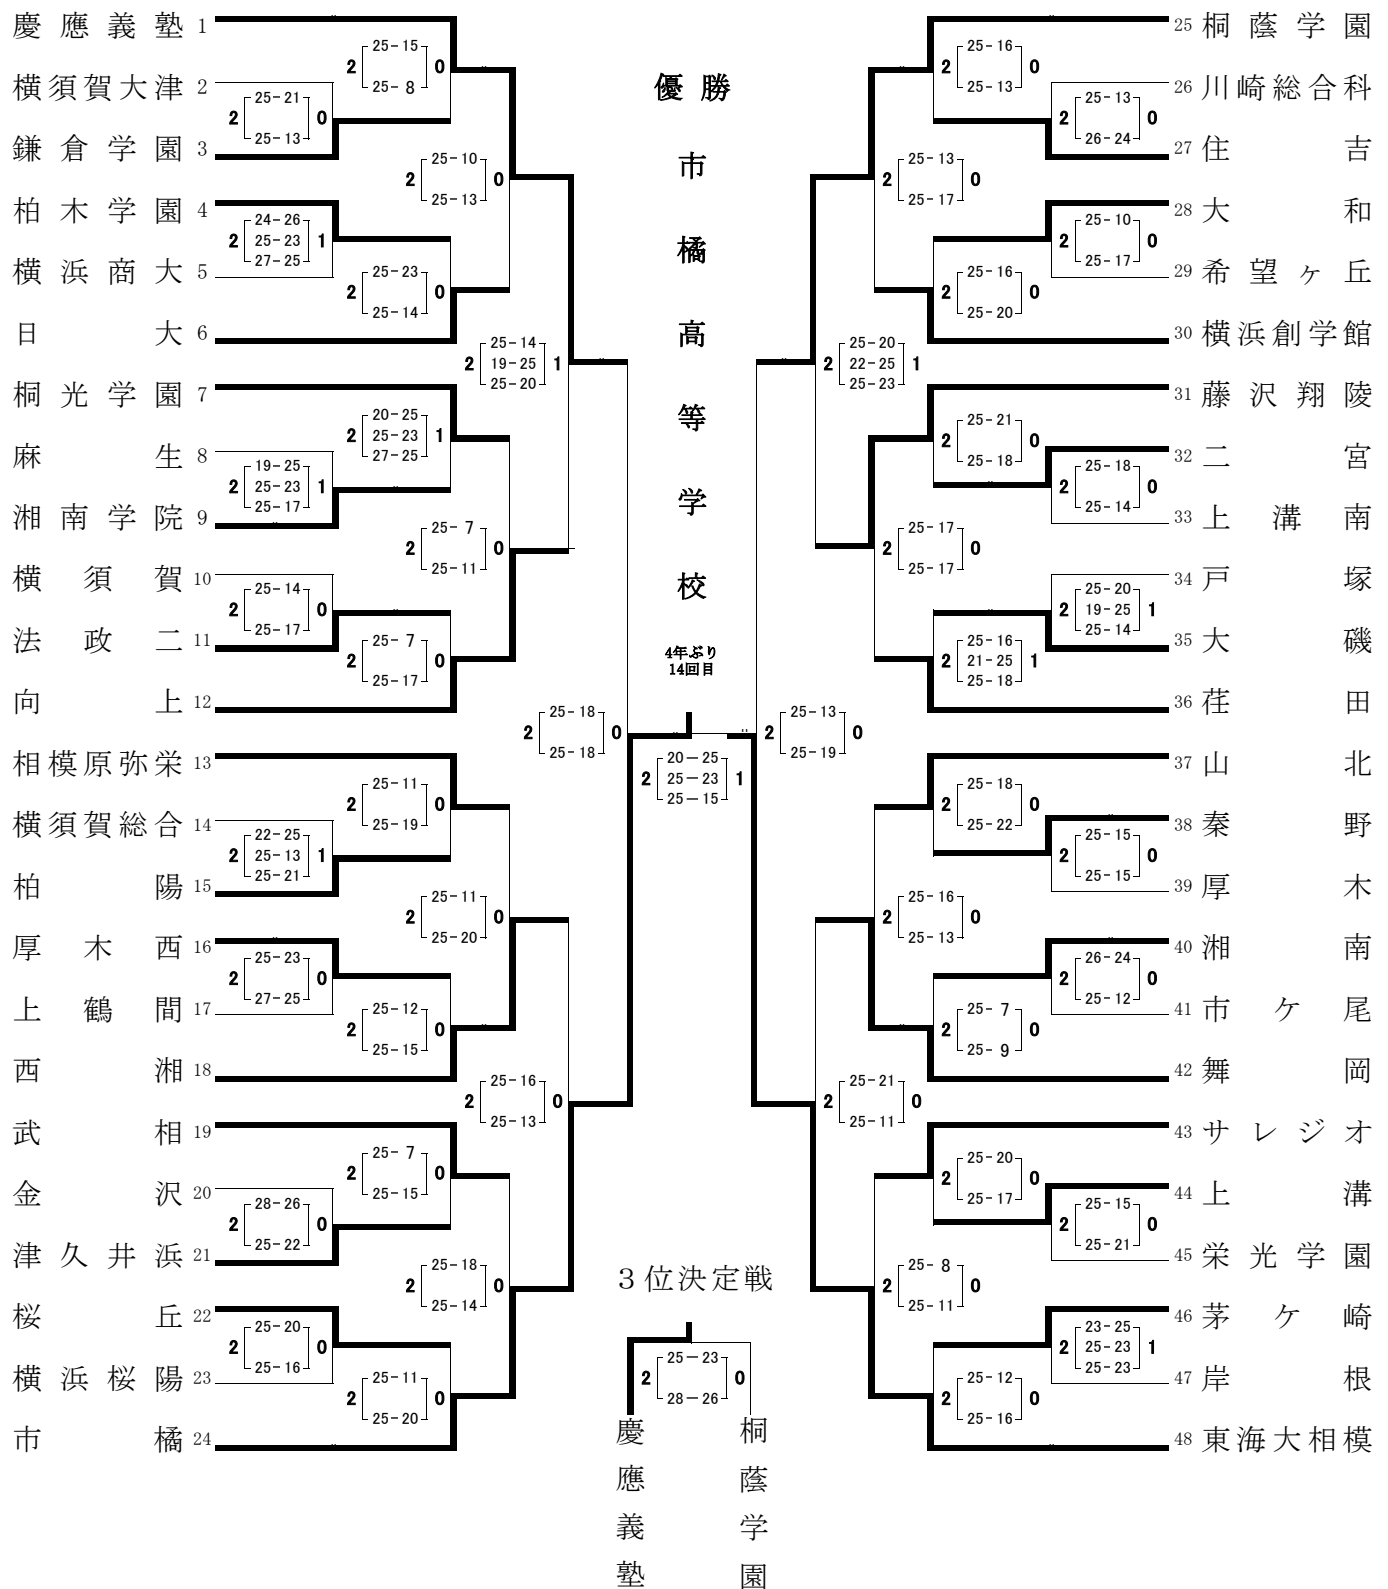 慶應義塾 1
横須賀大津 2
鎌倉学園 3
柏木学園 4
横浜商大 5
日大 6
桐光学園 7
麻生 8
湘南学院 9
横須賀 10
法政二 11
向上 12
相模原弥栄 13
横須賀総合 14
柏陽 15
厚木西 16
上鶴間 17
西湘 18
武相 19
金沢 20
津久井浜 21
桜丘 22
横浜桜陽 23
市橘 24
2 25-21 25-13 0
2 24-26 25-23 27-25 1
2 19-25 25-23 25-17 1
2 25-14 25-17 0
2 22-25 25-13 25-21 1
2 25-23 27-25 0
2 28-26 25-22 0
2 25-20 25-16 0
2 25-15 25-8 0
2 25-23 25-14 0
2 20-25 25-23 27-25 1
2 25-7 25-17 0
2 25-11 25-19 0
2 25-12 25-15 0
2 25-7 25-15 0
2 25-11 25-20 0
2 25-10 25-13 0
2 25-7 25-11 0
2 25-11 25-20 0
2 25-18 25-14 0
2 25-14 19-25 25-20 1
2 25-16 25-13 0
2 25-18 25-18 0
優勝
市橘高等学校
4年ぶり
14回目
2 20-25 25-23 25-15 1
3位決定戦
2 25-23 28-26 0
慶應義塾
桐蔭学園
2 25-13 25-19 0
2 25-20 22-25 25-23 1
2 25-21 25-11 0
2 25-13 25-17 0
2 25-17 25-17 0
2 25-16 25-13 0
2 25-8 25-11 0
2 25-16 25-13 0
2 25-16 25-20 0
2 25-21 25-18 0
2 25-16 21-25 25-18 1
2 25-18 25-22 0
2 25-7 25-9 0
2 25-20 25-17 0
2 25-12 25-16 0
2 25-13 26-24 0
2 25-10 25-17 0
2 25-18 25-14 0
2 25-20 19-25 25-14 1
2 25-15 25-15 0
2 26-24 25-12 0
2 25-15 25-21 0
2 23-25 25-23 25-23 1
25 桐蔭学園
26 川崎総合科
27 住吉
28 大和
29 希望ヶ丘
30 横浜創学館
31 藤沢翔陵
32 二宮
33 上溝南
34 戸塚
35 大磯
36 荏田
37 山北
38 秦野
39 厚木
40 湘南
41 市ケ尾
42 舞岡
43 サレジオ
44 上溝
45 栄光学園
46 茅ケ崎
47 岸根
48 東海大相模